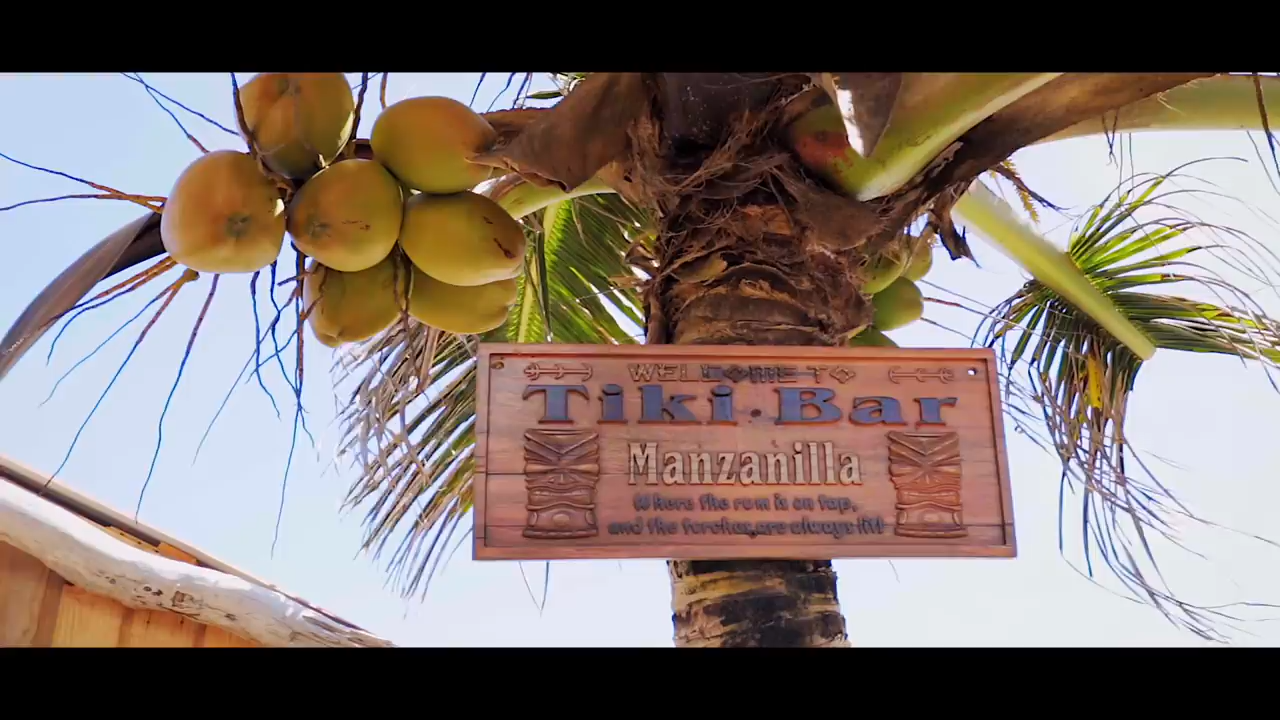 WELCOME TO
Tiki Bar
Manzanilla
Where the rum is on tap,
and the torches are always lit!